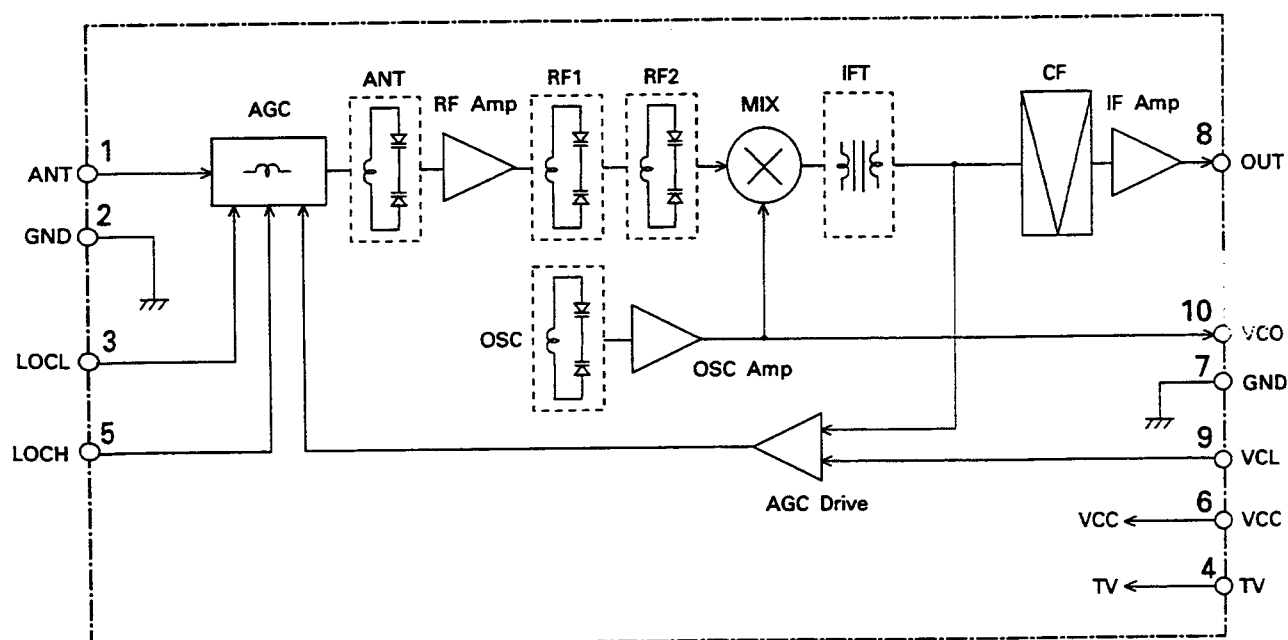 ANT
RF1
RF2
IFT
CF
AGC
RF Amp
MIX
IF Amp
1
8
ANT
OUT
2
GND
10
OSC
VCO
3
LOCL
OSC Amp
7
GND
5
LOCH
9
VCL
AGC Drive
6
VCC
VCC
4
TV
TV